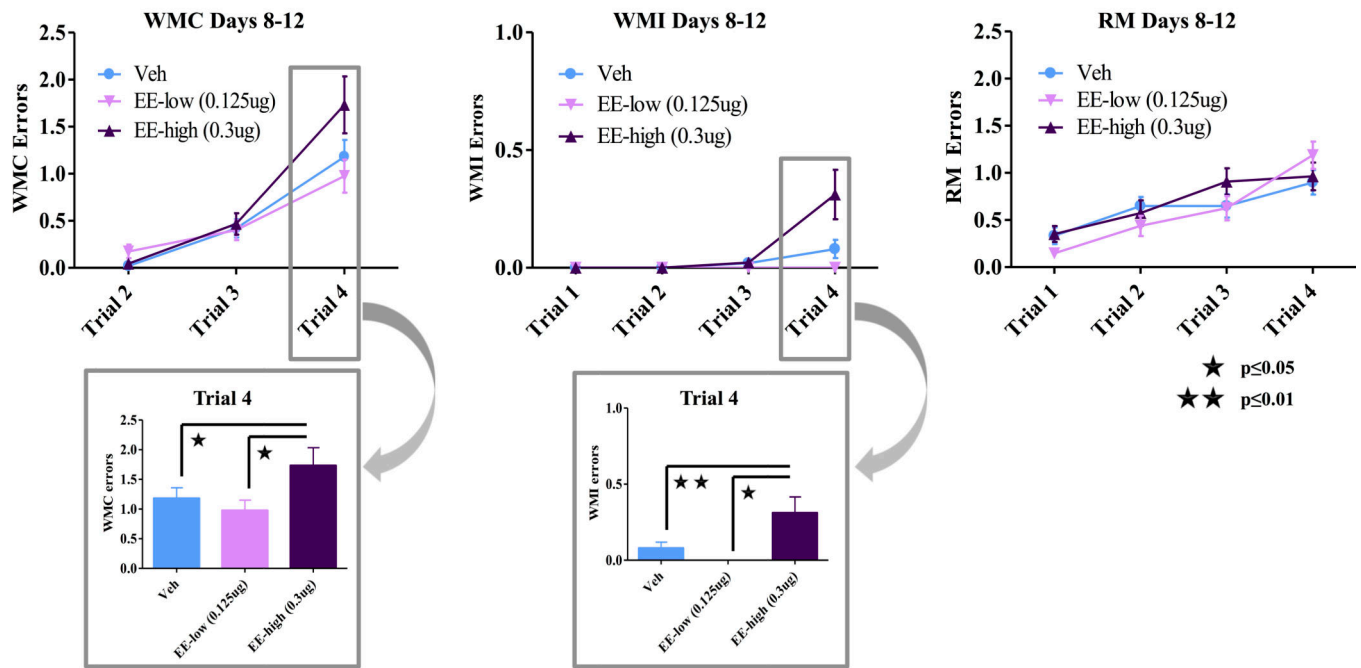 WMC Days 8-12
WMC Errors
2.5
2.0
1.5
1.0
0.5
0.0
Veh
EE-low (0.125ug)
EE-high (0.3ug)
Trial 2
Trial 3
Trial 4
WMI Days 8-12
WMI Errors
1.0
0.5
0.0
Veh
EE-low (0.125ug)
EE-high (0.3ug)
Trial 1
Trial 2
Trial 3
Trial 4
RM Days 8-12
RM Errors
2.5
2.0
1.5
1.0
0.5
0.0
Veh
EE-low (0.125ug)
EE-high (0.3ug)
Trial 1
Trial 2
Trial 3
Trial 4
★ p≤0.05
★★ p≤0.01
Trial 4
WMC errors
2.5
2.0
1.5
1.0
0.5
0.0
★
★
Veh
EE-low (0.125ug)
EE-high (0.3ug)
Trial 4
WMI errors
1.0
0.5
0.0
★★
★
Veh
EE-low (0.125ug)
EE-high (0.3ug)